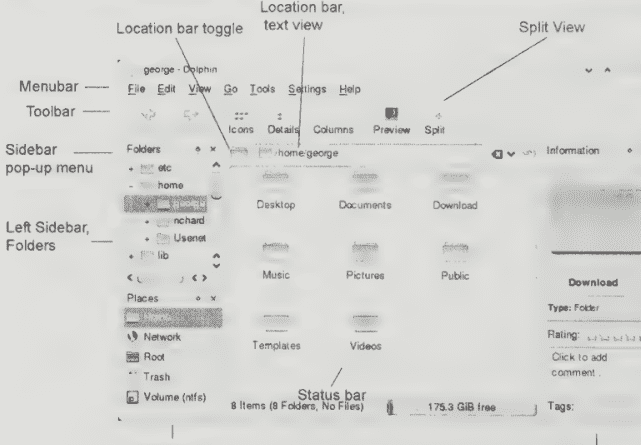 Location bar toggle
Location bar,
text view
Split View
george - Dolphin
Menubar
File Edit View Go Tools Settings Help
Toolbar
Icons Details Columns Preview Split
Sidebar
pop-up menu
Folders
/home/george
Information
etc
home
nchard
Usenet
lib
Left Sidebar,
Folders
Desktop Documents Download
Music Pictures Public
Templates Videos
Places
Network
Root
Trash
Volume (ntfs)
Download
Type: Folder
Rating:
Click to add
comment...
Tags:
Status bar
8 Items (8 Folders, No Files)
175.3 GiB free